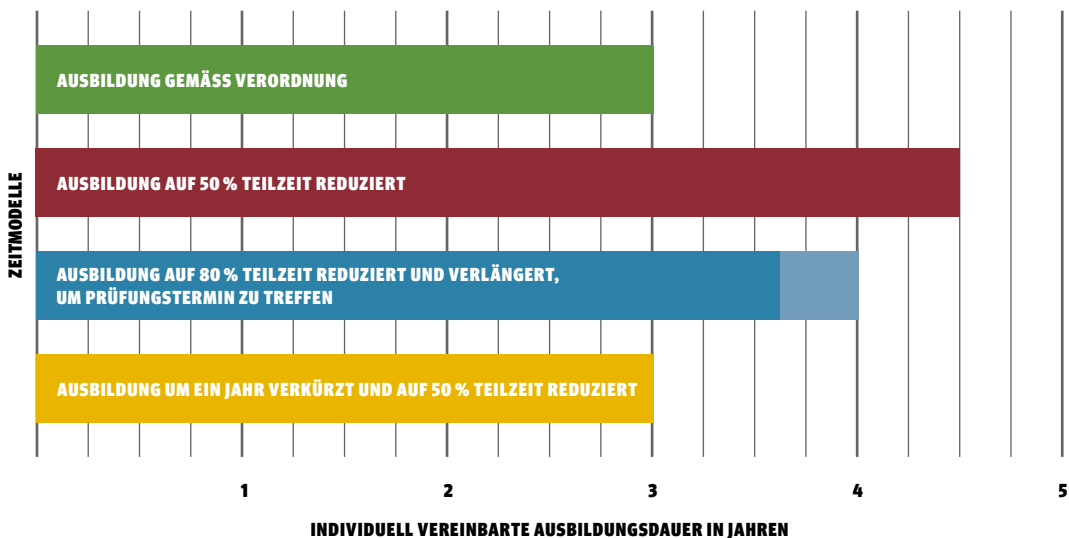 ZEITMODELLE
AUSBILDUNG GEMÄSS VERORDNUNG
AUSBILDUNG AUF 50 % TEILZEIT REDUZIERT
AUSBILDUNG AUF 80 % TEILZEIT REDUZIERT UND VERLÄNGERT,
UM PRÜFUNGSTERMIN ZU TREFFEN
AUSBILDUNG UM EIN JAHR VERKÜRZT UND AUF 50 % TEILZEIT REDUZIERT
1 2 3 4 5
INDIVIDUELL VEREINBARTE AUSBILDUNGSDAUER IN JAHREN